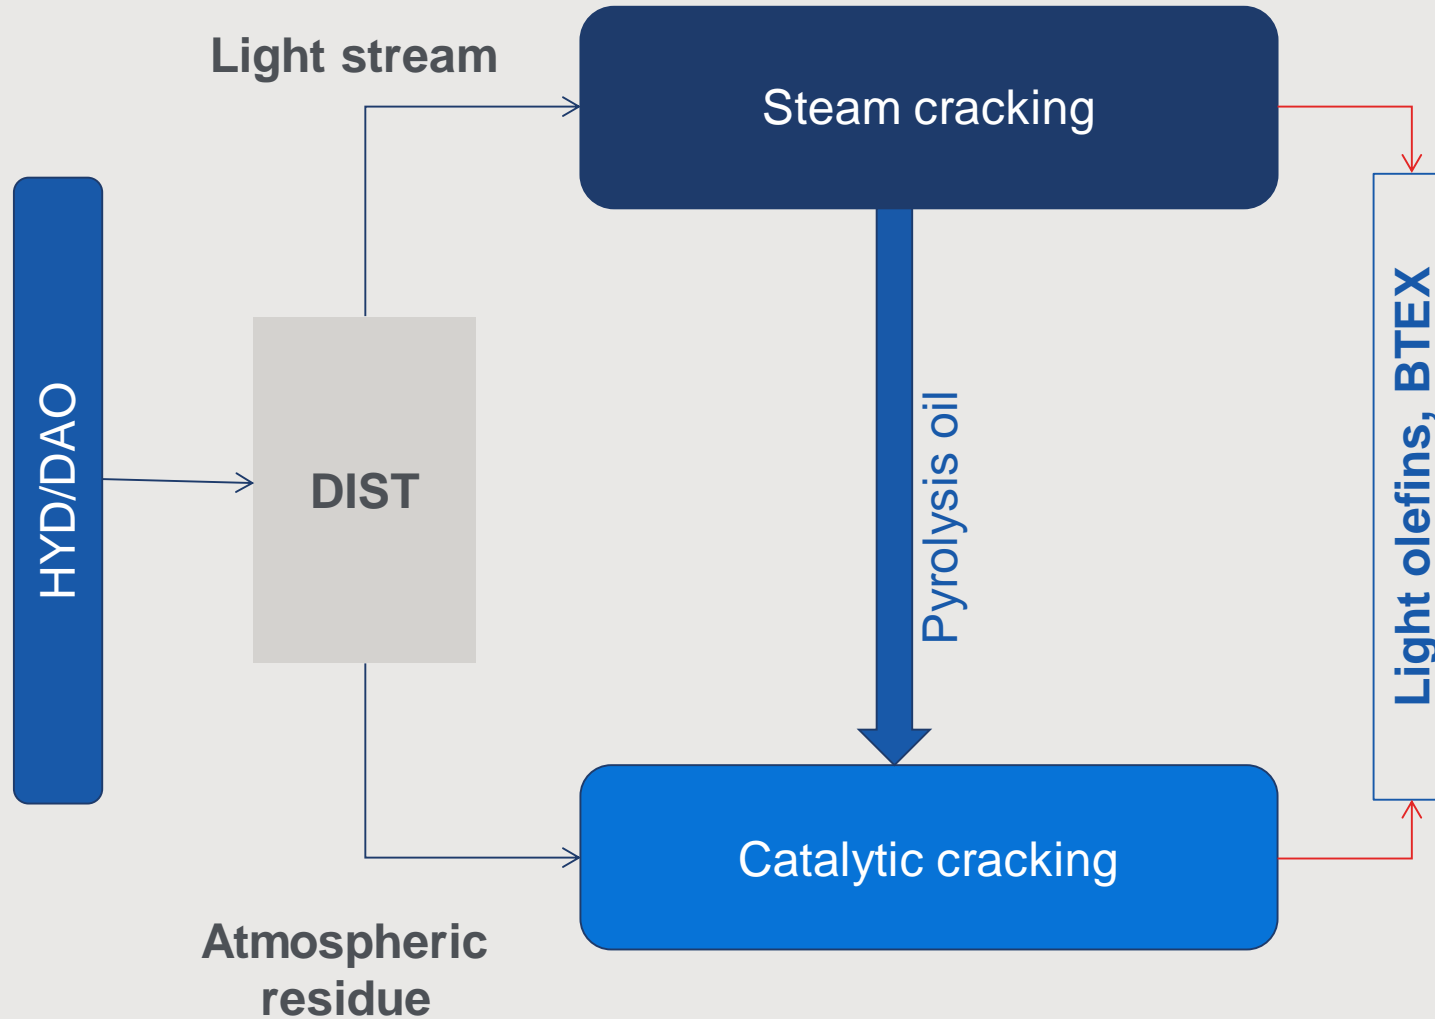 Light stream
Steam cracking
HYD/DAO
DIST
Pyrolysis oil
Light olefins, BTEX
Catalytic cracking
Atmospheric
residue